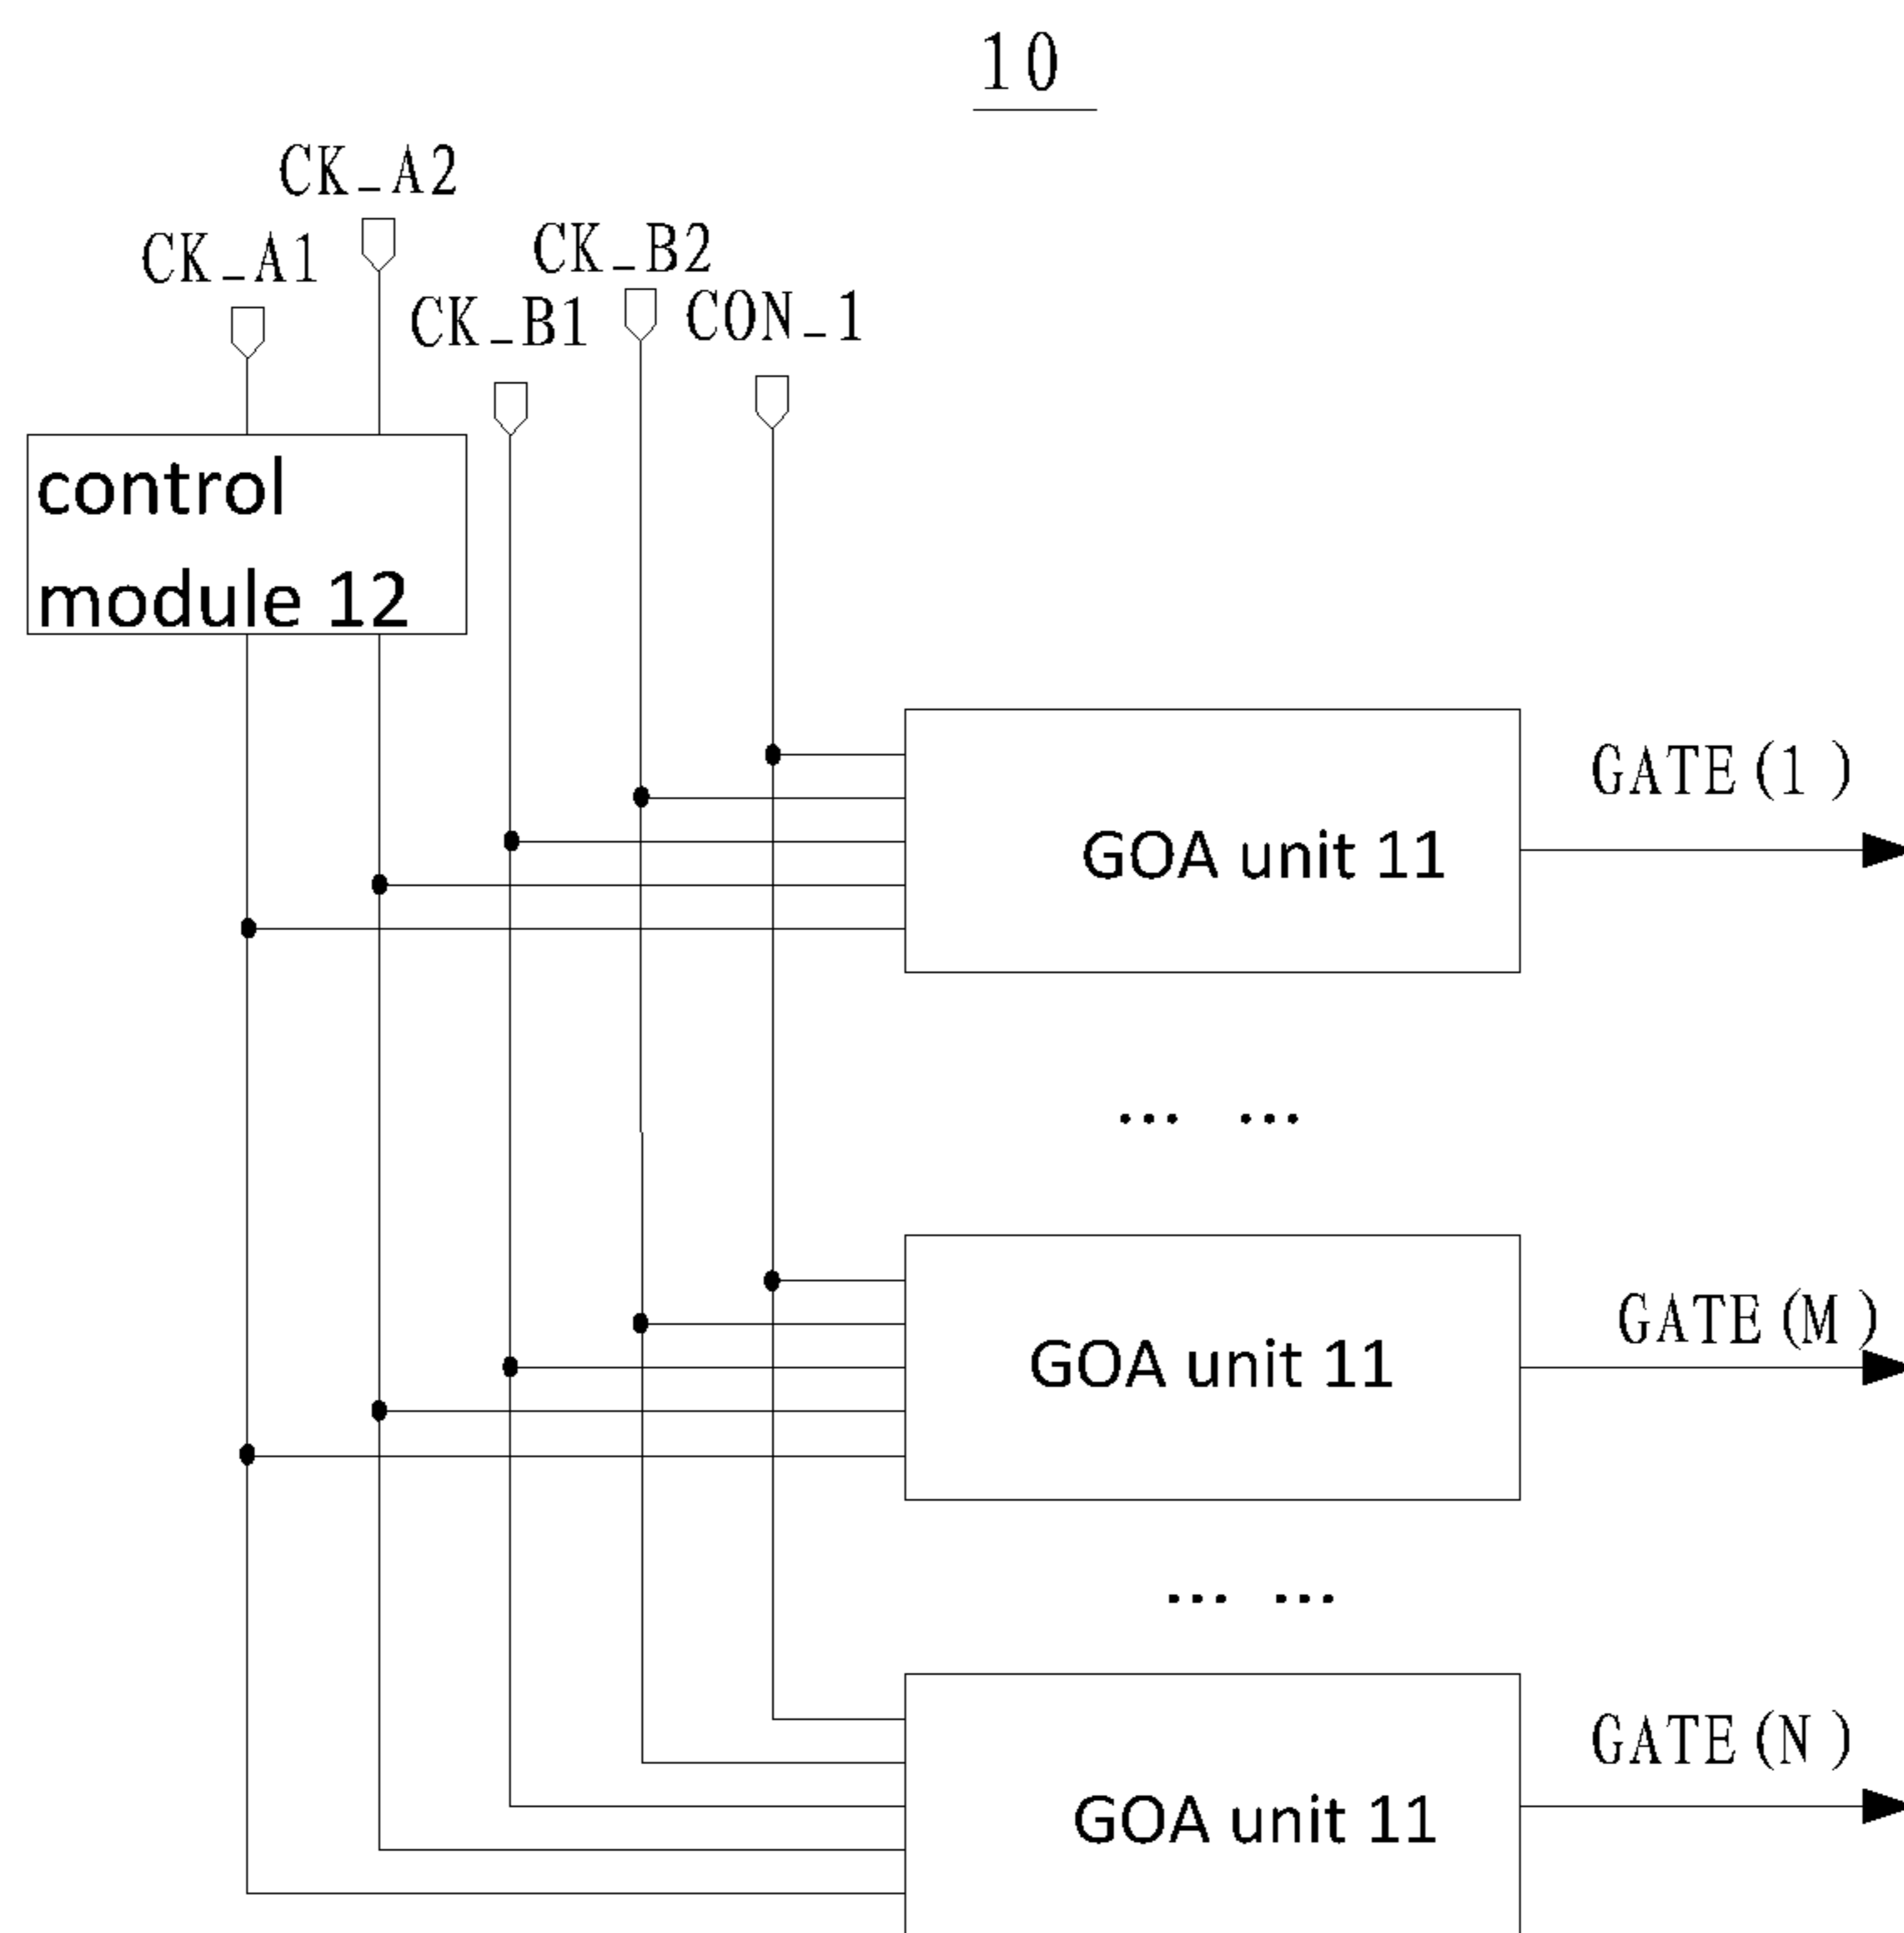 10
CK_A2
CK_A1
CK_B2
CK_B1
CON_1
control
module 12
GATE(1)
GOA unit 11
... ...
GATE(M)
GOA unit 11
... ...
GATE(N)
GOA unit 11